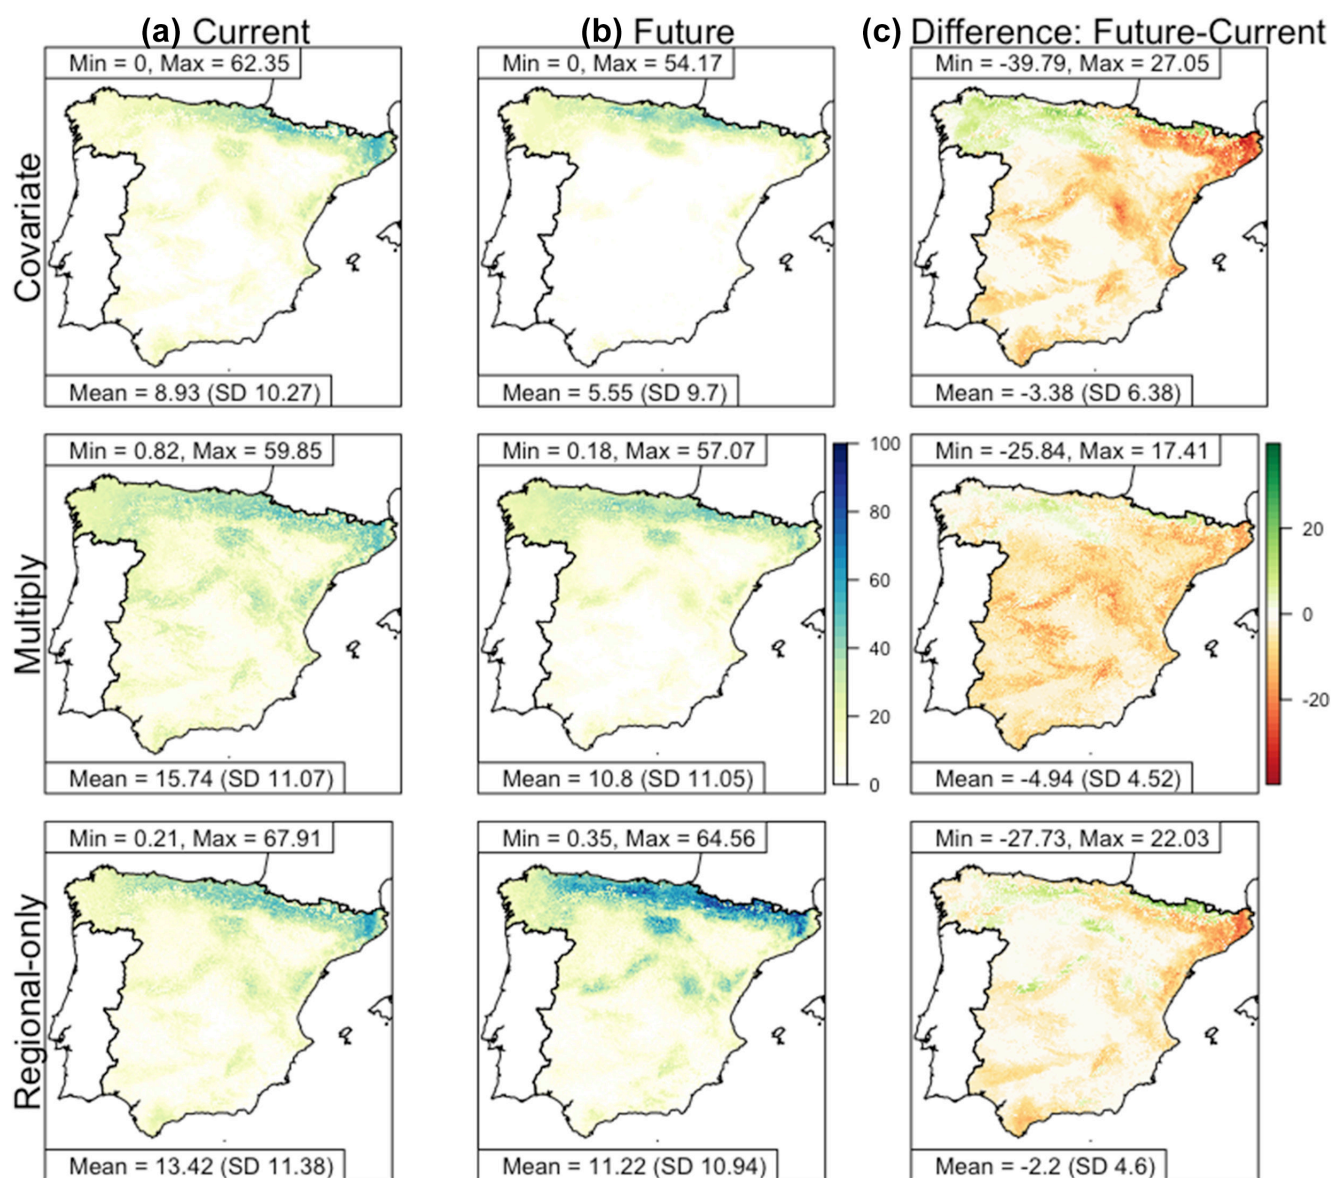 (a) Current
(b) Future
(c) Difference: Future-Current
Covariate
Min = 0, Max = 62.35
Mean = 8.93 (SD 10.27)
Min = 0, Max = 54.17
Mean = 5.55 (SD 9.7)
Min = -39.79, Max = 27.05
Mean = -3.38 (SD 6.38)
Multiply
Min = 0.82, Max = 59.85
Mean = 15.74 (SD 11.07)
Min = 0.18, Max = 57.07
Mean = 10.8 (SD 11.05)
100
80
60
40
20
0
Min = -25.84, Max = 17.41
Mean = -4.94 (SD 4.52)
20
0
-20
Regional-only
Min = 0.21, Max = 67.91
Mean = 13.42 (SD 11.38)
Min = 0.35, Max = 64.56
Mean = 11.22 (SD 10.94)
Min = -27.73, Max = 22.03
Mean = -2.2 (SD 4.6)